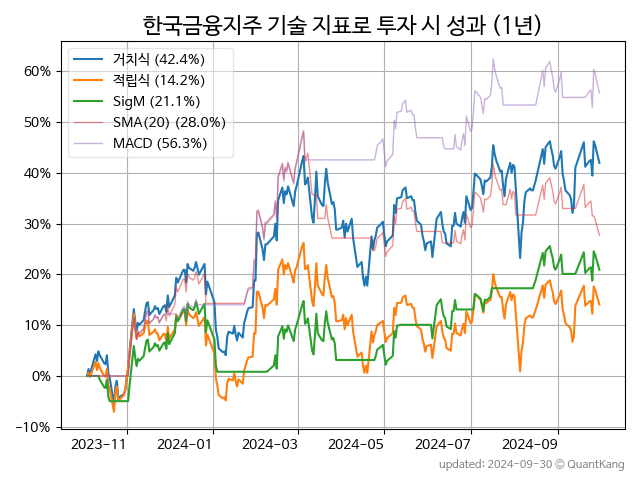 한국금융지주 기술 지표로 투자 시 성과 (1년)
거치식 (42.4%)
적립식 (14.2%)
SigM (21.1%)
SMA(20) (28.0%)
MACD (56.3%)
60%
50%
40%
30%
20%
10%
0%
−10%
2023−11 2024−01 2024−03 2024−05 2024−07 2024−09
updated: 2024-09-30 © QuantKang